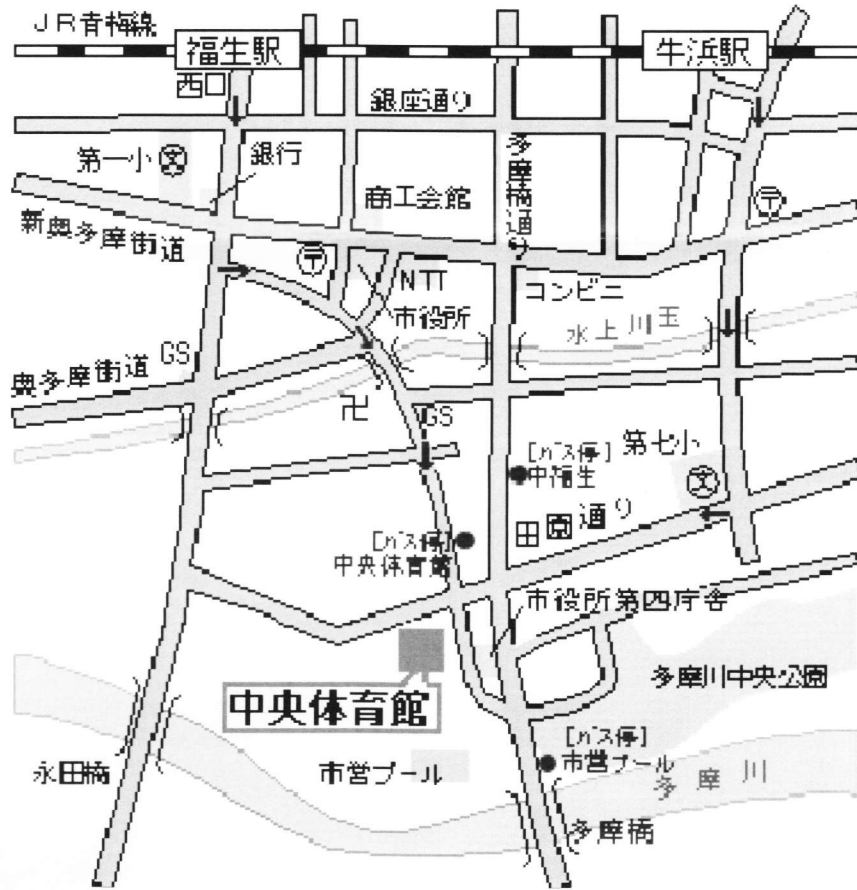 JR青梅線
福生駅
牛浜駅
西口
銀座通り
第一小
文
銀行
多摩橋通り
商工会館
〒
新奥多摩街道
〒
NTT
コンビニ
市役所
玉川上水
GS
奥多摩街道
卍
GS
[バス停]
中福生
第七小
文
田園通り
[バス停]
中央体育館
市役所第四庁舎
多摩川中央公園
中央体育館
[バス停]
市営プール
永田橋
市営プール
多摩川
多摩橋